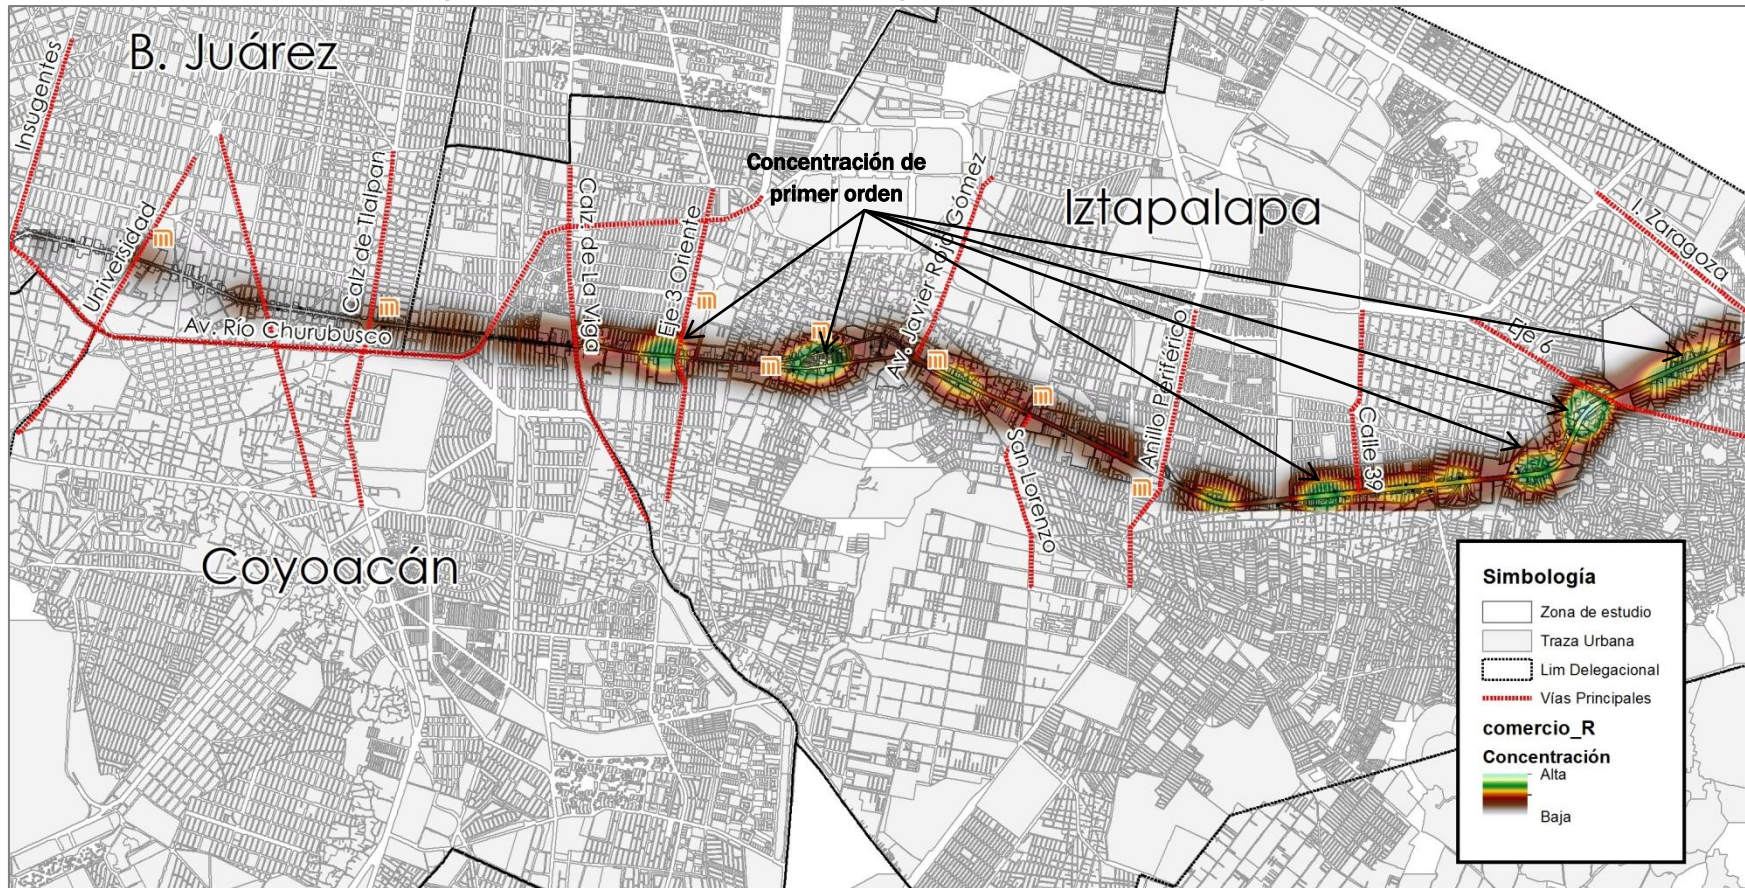 B. Juárez
Insugentes
Concentración de
primer orden
Iztapalapa
Universidad
Calz de Tlalpan
Calz de La Viga
Eje 3 Oriente
Av. Javier Rojo Gómez
I. Zaragoza
Av. Río Churubusco
Eje 6
Anillo Periférico
Calle 39
San Lorenzo
Coyoacán
Simbología
Zona de estudio
Traza Urbana
Lim Delegacional
Vías Principales
comercio_R
Concentración
Alta
Baja